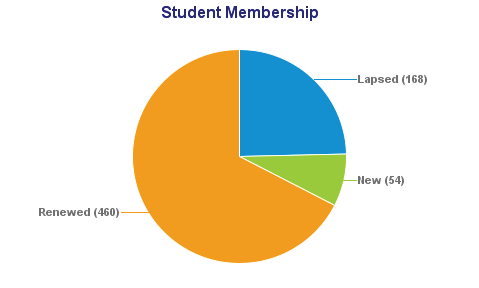 Student Membership
Lapsed (168)
New (54)
Renewed (460)